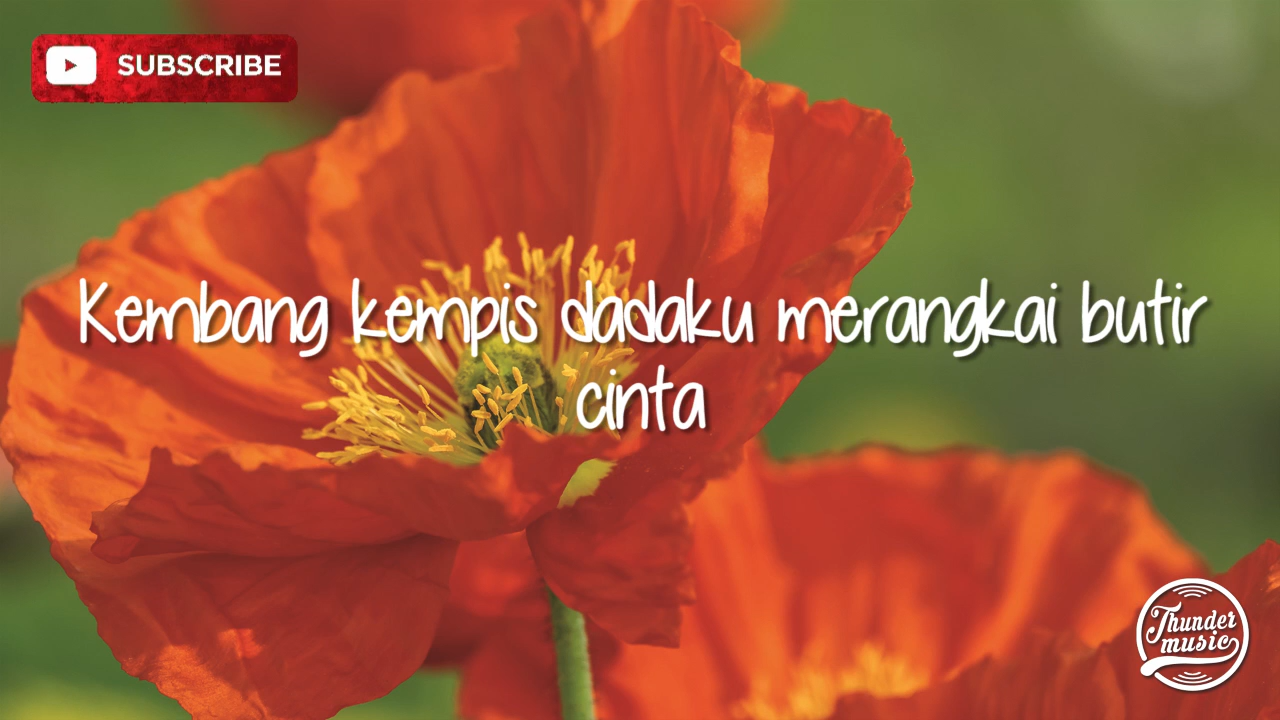 SUBSCRIBE
Kembang kempis dadaku merangkai butir
cinta
Thunder
music